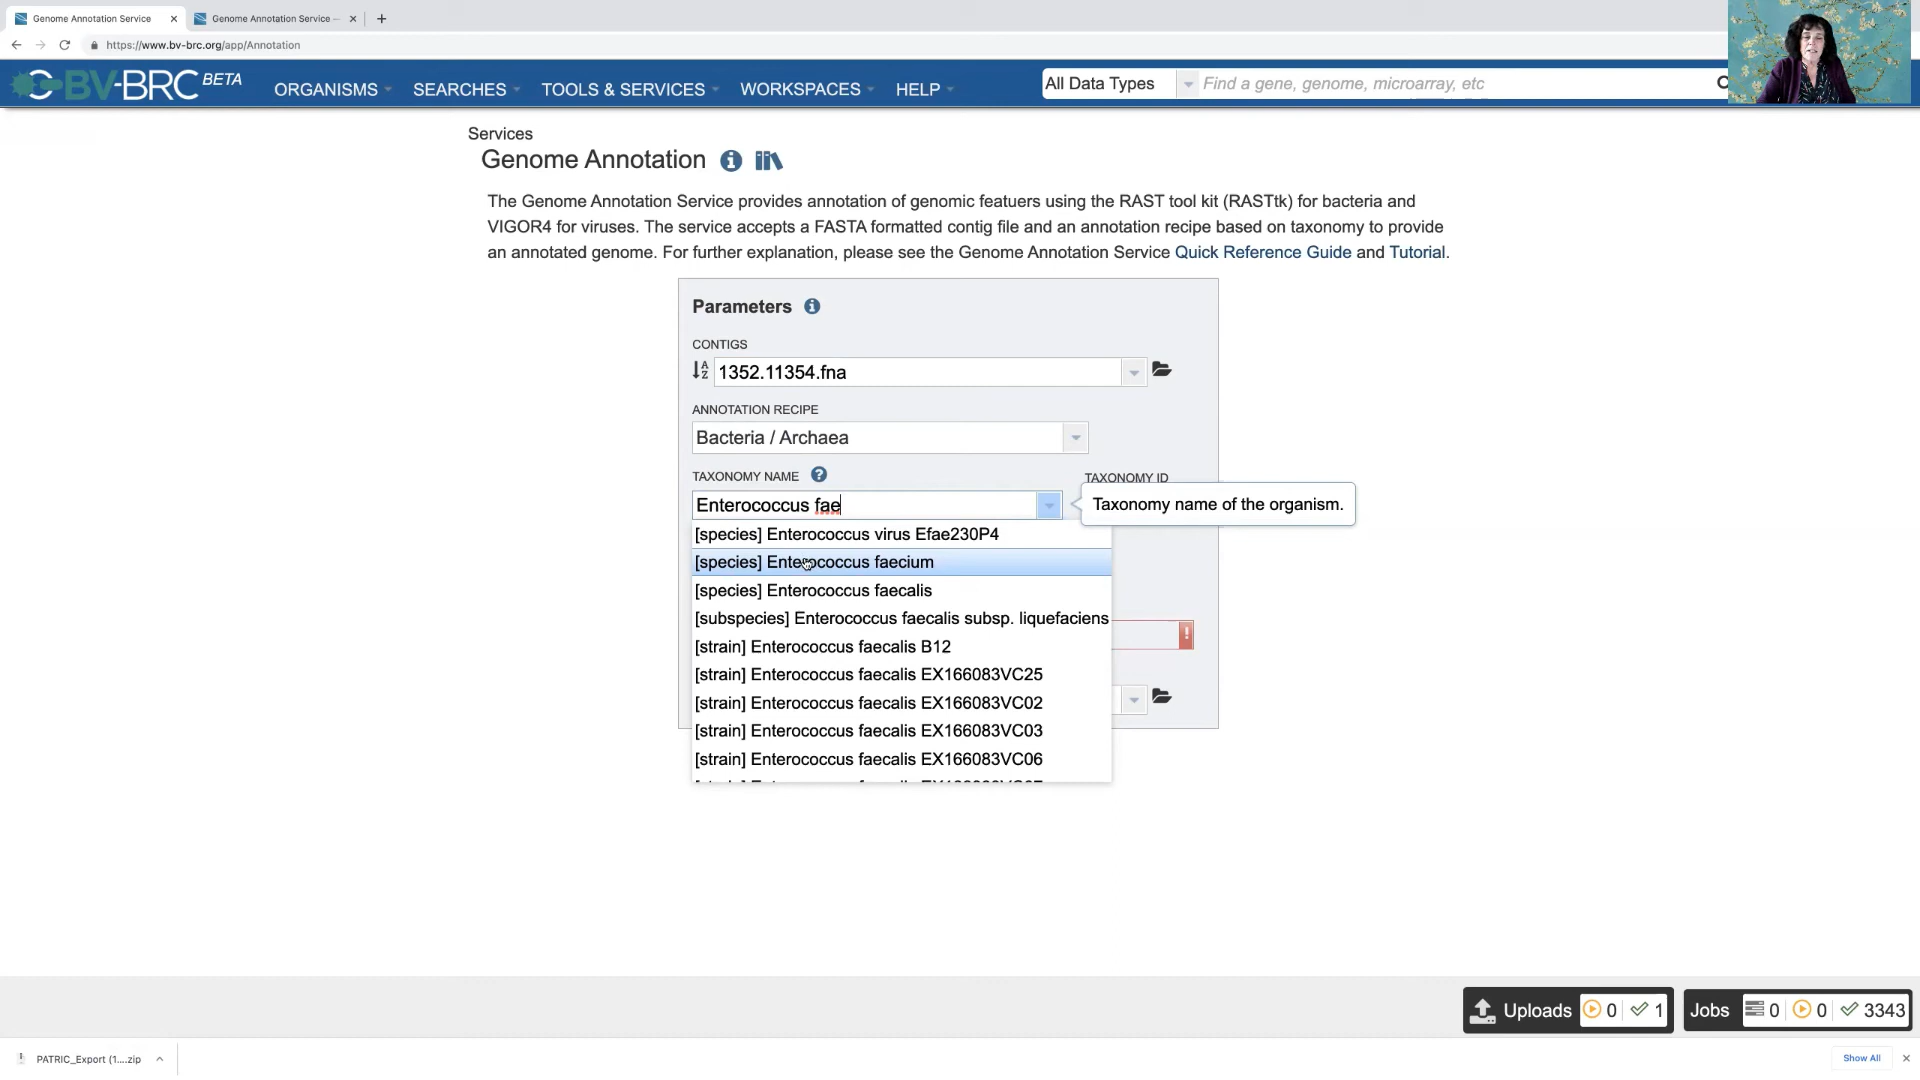 Genome Annotation Service
Genome Annotation Service —
https://www.bv-brc.org/app/Annotation
BV-BRC BETA
ORGANISMS
SEARCHES
TOOLS & SERVICES
WORKSPACES
HELP
All Data Types
Find a gene, genome, microarray, etc
Services
Genome Annotation
The Genome Annotation Service provides annotation of genomic featuers using the RAST tool kit (RASTtk) for bacteria and
VIGOR4 for viruses. The service accepts a FASTA formatted contig file and an annotation recipe based on taxonomy to provide
an annotated genome. For further explanation, please see the Genome Annotation Service Quick Reference Guide and Tutorial.
Parameters
CONTIGS
1352.11354.fna
ANNOTATION RECIPE
Bacteria / Archaea
TAXONOMY NAME
TAXONOMY ID
Enterococcus fae
Taxonomy name of the organism.
[species] Enterococcus virus Efae230P4
[species] Enterococcus faecium
[species] Enterococcus faecalis
[subspecies] Enterococcus faecalis subsp. liquefaciens
[strain] Enterococcus faecalis B12
[strain] Enterococcus faecalis EX166083VC25
[strain] Enterococcus faecalis EX166083VC02
[strain] Enterococcus faecalis EX166083VC03
[strain] Enterococcus faecalis EX166083VC06
Uploads 0 1
Jobs 0 0 3343
PATRIC_Export (1....zip
Show All